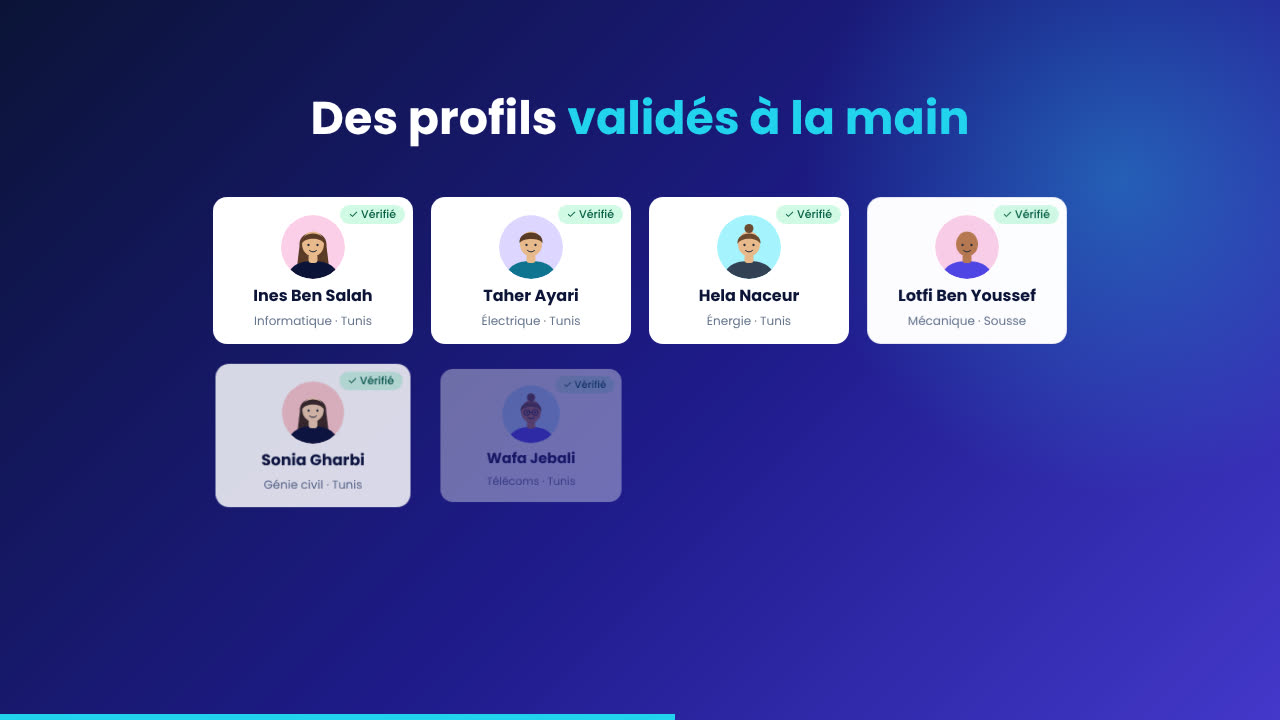 Des profils validés à la main
✓ Vérifié
Ines Ben Salah
Informatique · Tunis
✓ Vérifié
Taher Ayari
Électrique · Tunis
✓ Vérifié
Hela Naceur
Énergie · Tunis
✓ Vérifié
Lotfi Ben Youssef
Mécanique · Sousse
✓ Vérifié
Sonia Gharbi
Génie civil · Tunis
✓ Vérifié
Wafa Jebali
Télécoms · Tunis